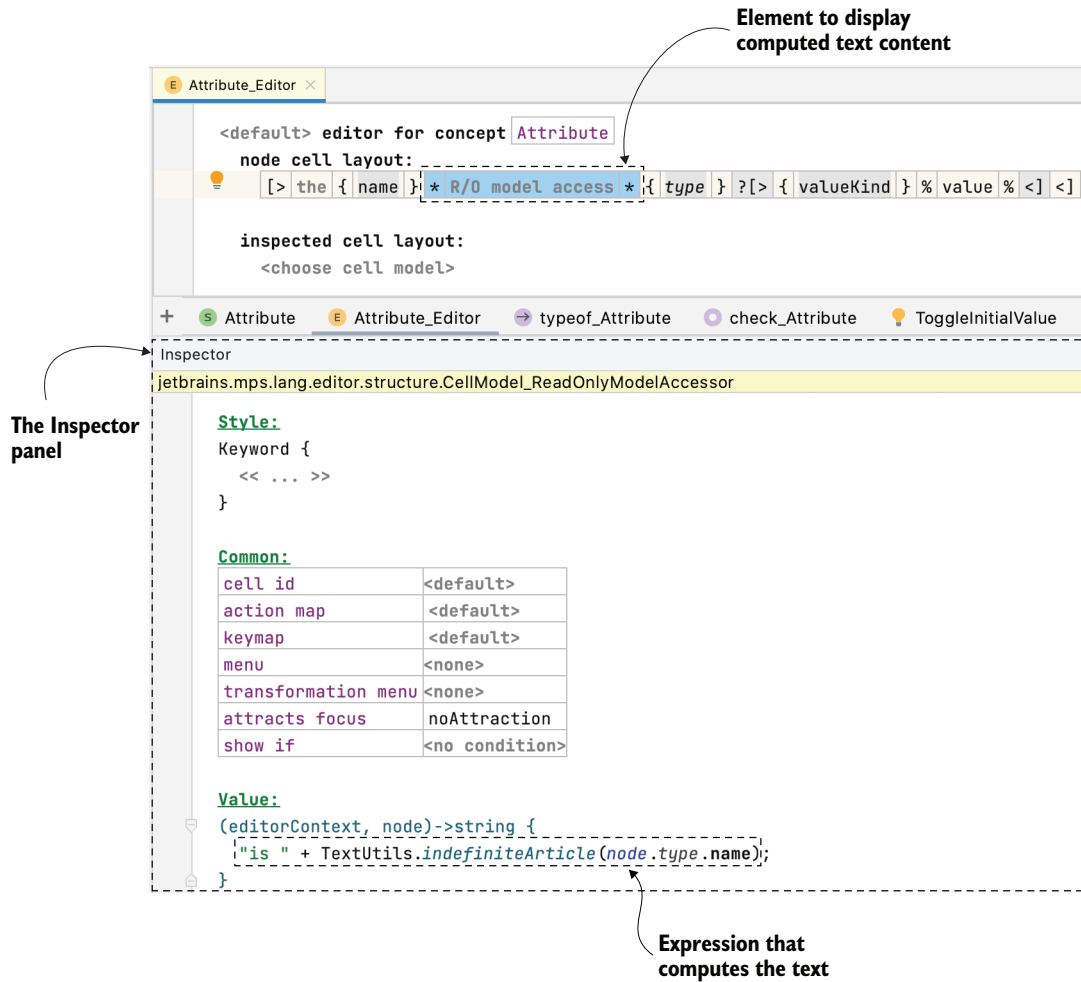 Element to display
computed text content
E Attribute_Editor ×
<default> editor for concept Attribute
node cell layout:
[> the { name } * R/O model access * { type } ?[> { valueKind } % value % <] <]
inspected cell layout:
<choose cell model>
+ S Attribute E Attribute_Editor → typeof_Attribute check_Attribute ToggleInitialValue
Inspector
jetbrains.mps.lang.editor.structure.CellModel_ReadOnlyModelAccessor
The Inspector
panel
Style:
Keyword {
<< ... >>
}
Common:
cell id <default>
action map <default>
keymap <default>
menu <none>
transformation menu <none>
attracts focus noAttraction
show if <no condition>
Value:
(editorContext, node)->string {
"is " + TextUtils.indefiniteArticle(node.type.name);
}
Expression that
computes the text